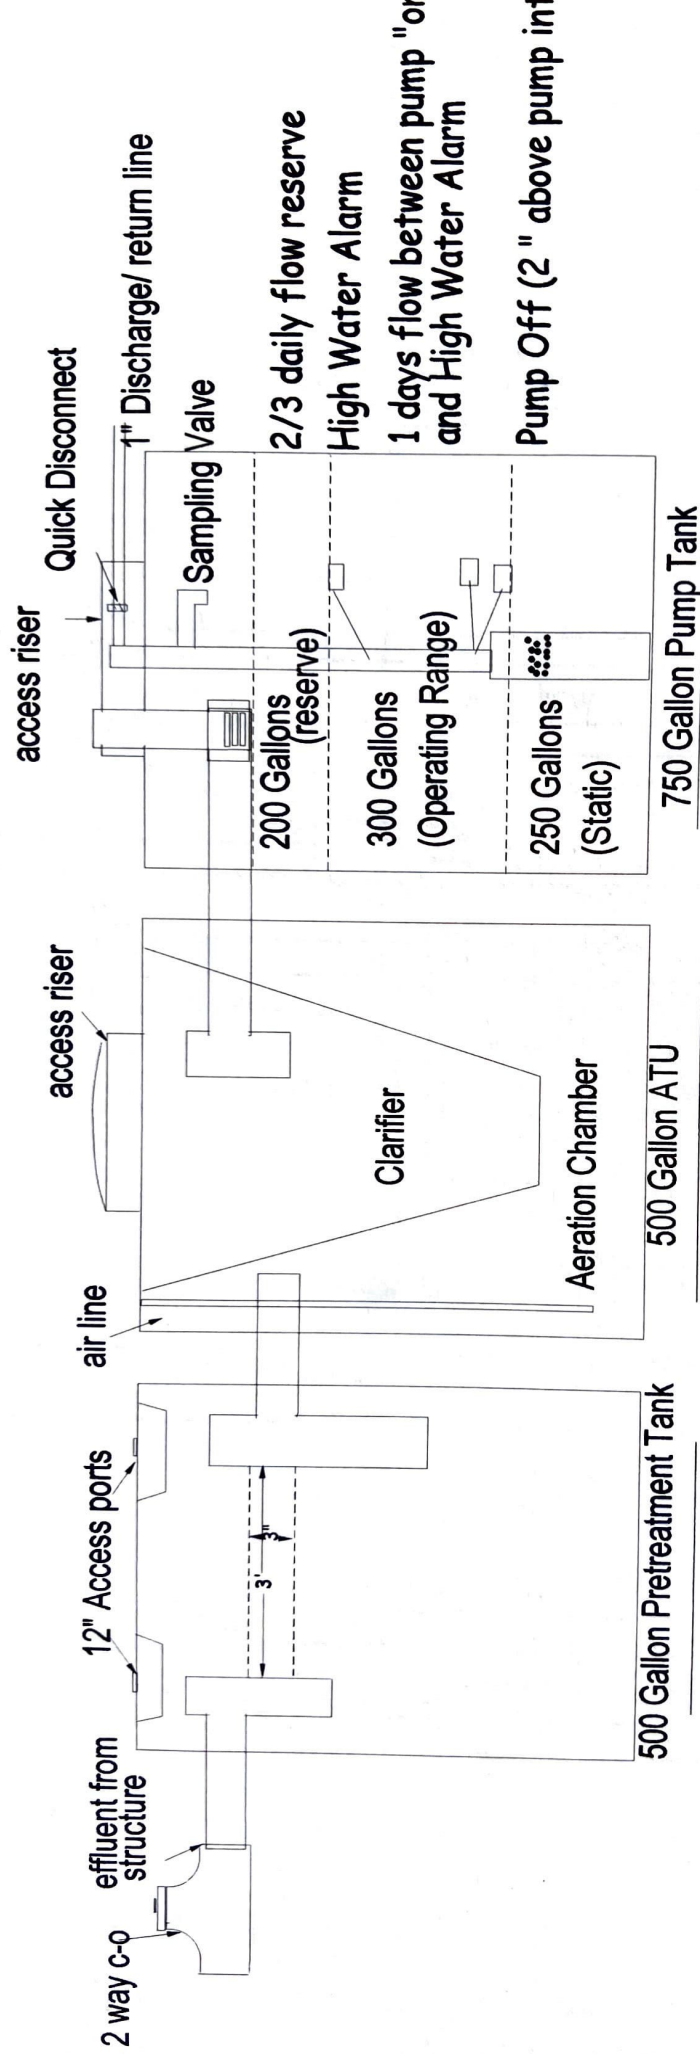 2 way c-o
effluent from
structure
12" Access ports
3'
3"
500 Gallon Pretreatment Tank
air line
access riser
Clarifier
Aeration Chamber
500 Gallon ATU
access riser
Quick Disconnect
1" Discharge/ return line
Sampling Valve
200 Gallons
(reserve)
300 Gallons
(Operating Range)
250 Gallons
(Static)
750 Gallon Pump Tank
2/3 daily flow reserve
High Water Alarm
1 days flow between pump "on
and High Water Alarm
Pump Off (2 " above pump int